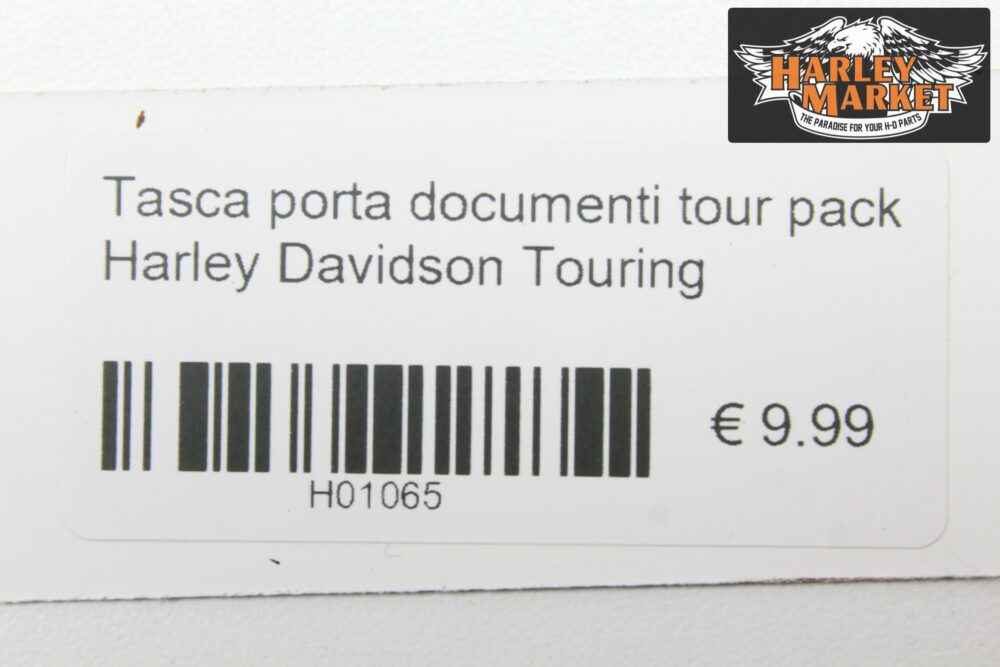 HARLEY
MARKET
THE PARADISE FOR YOUR H-D PARTS
Tasca porta documenti tour pack
Harley Davidson Touring
€ 9.99
H01065